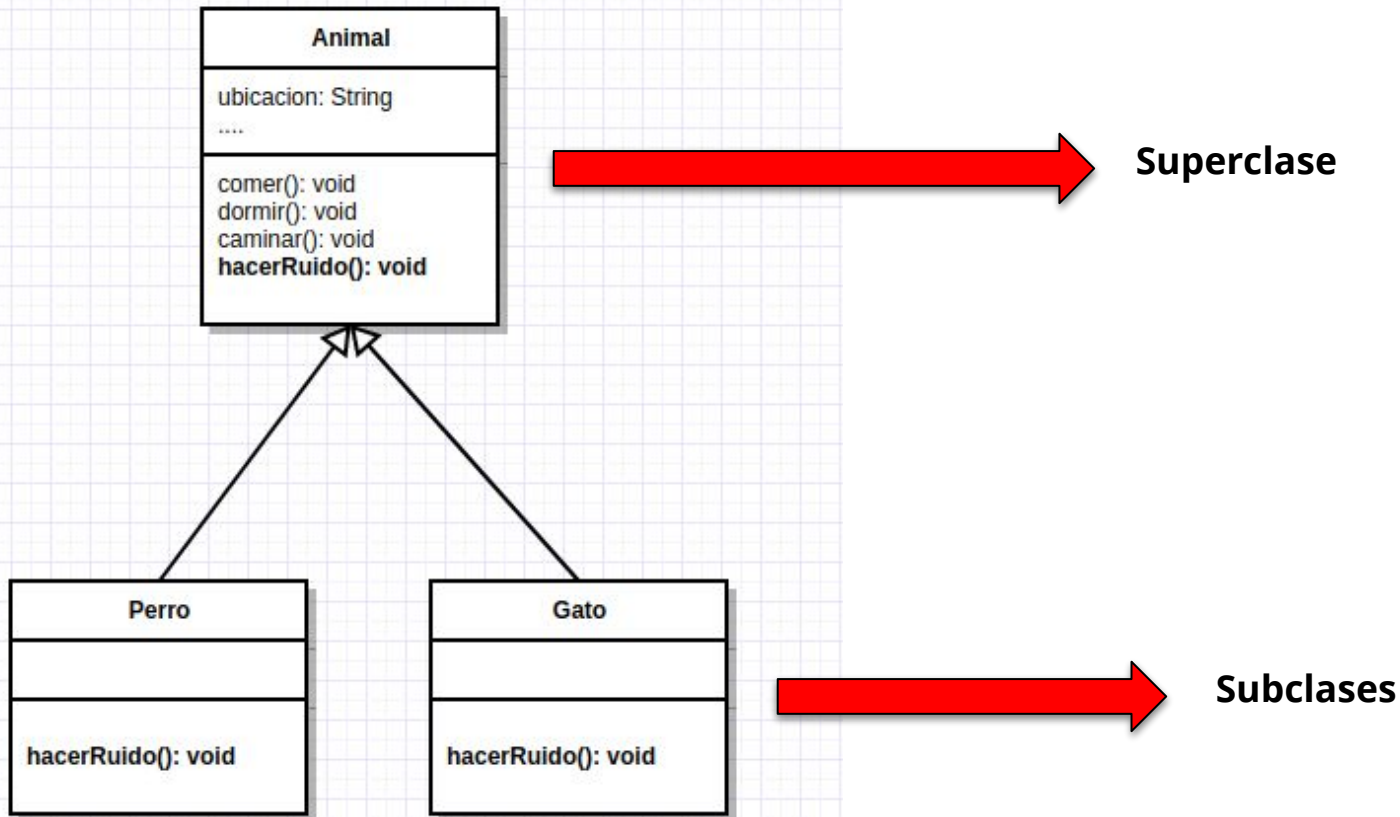 Animal
ubicacion: String
....
comer(): void
dormir(): void
caminar(): void
hacerRuido(): void
Superclase
Perro
hacerRuido(): void
Gato
hacerRuido(): void
Subclases